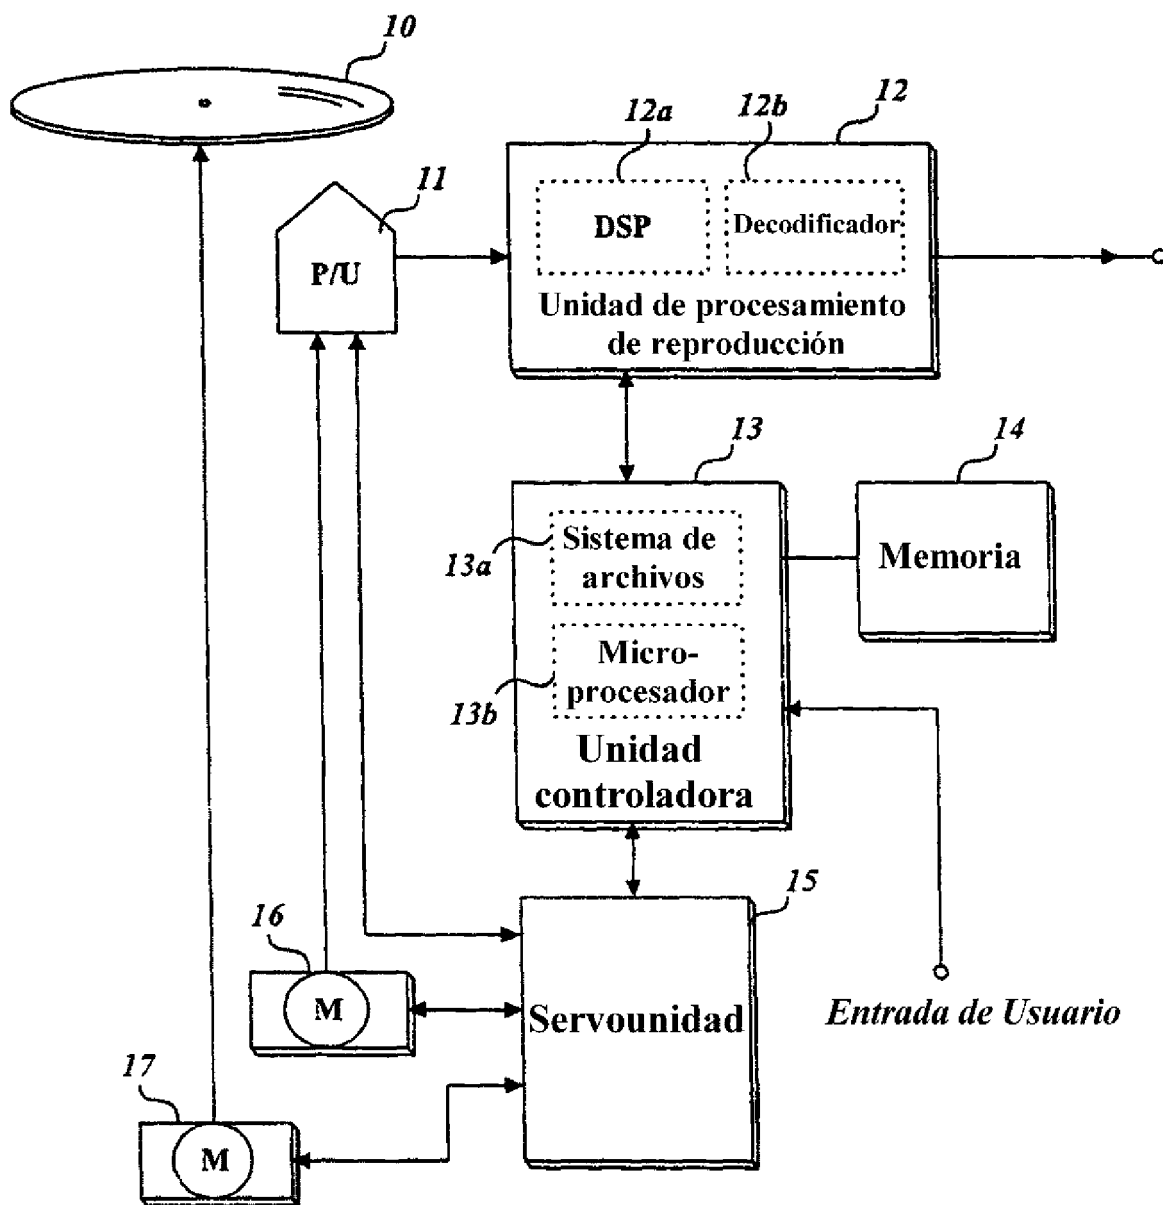 10
12
12a
12b
11
DSP
Decodificador
P/U
Unidad de procesamiento
de reproducción
13
14
Sistema de
archivos
13a
Memoria
Micro-
procesador
13b
Unidad
controladora
15
16
M
Servounidad
Entrada de Usuario
17
M